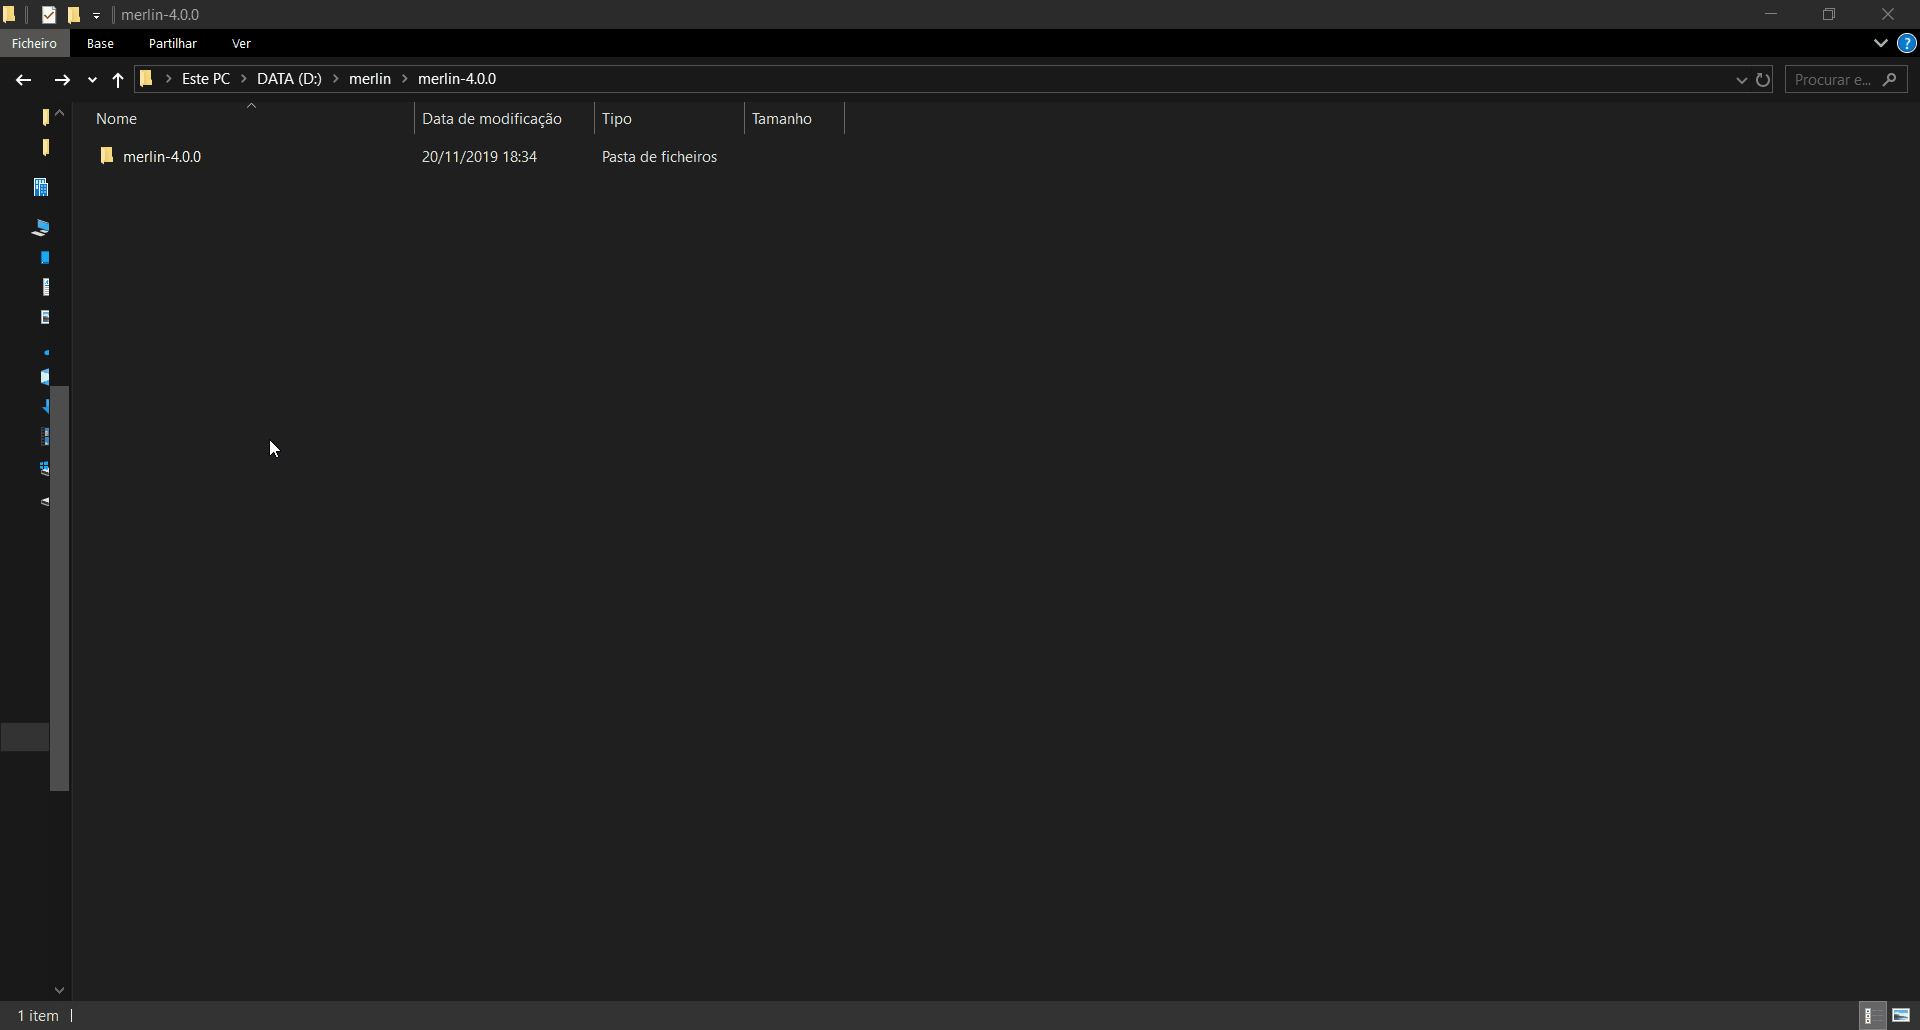 merlin-4.0.0
Ficheiro Base Partilhar Ver
Este PC DATA (D:) merlin merlin-4.0.0 Procurar e...
Nome Data de modificação Tipo Tamanho
merlin-4.0.0 20/11/2019 18:34 Pasta de ficheiros
1 item